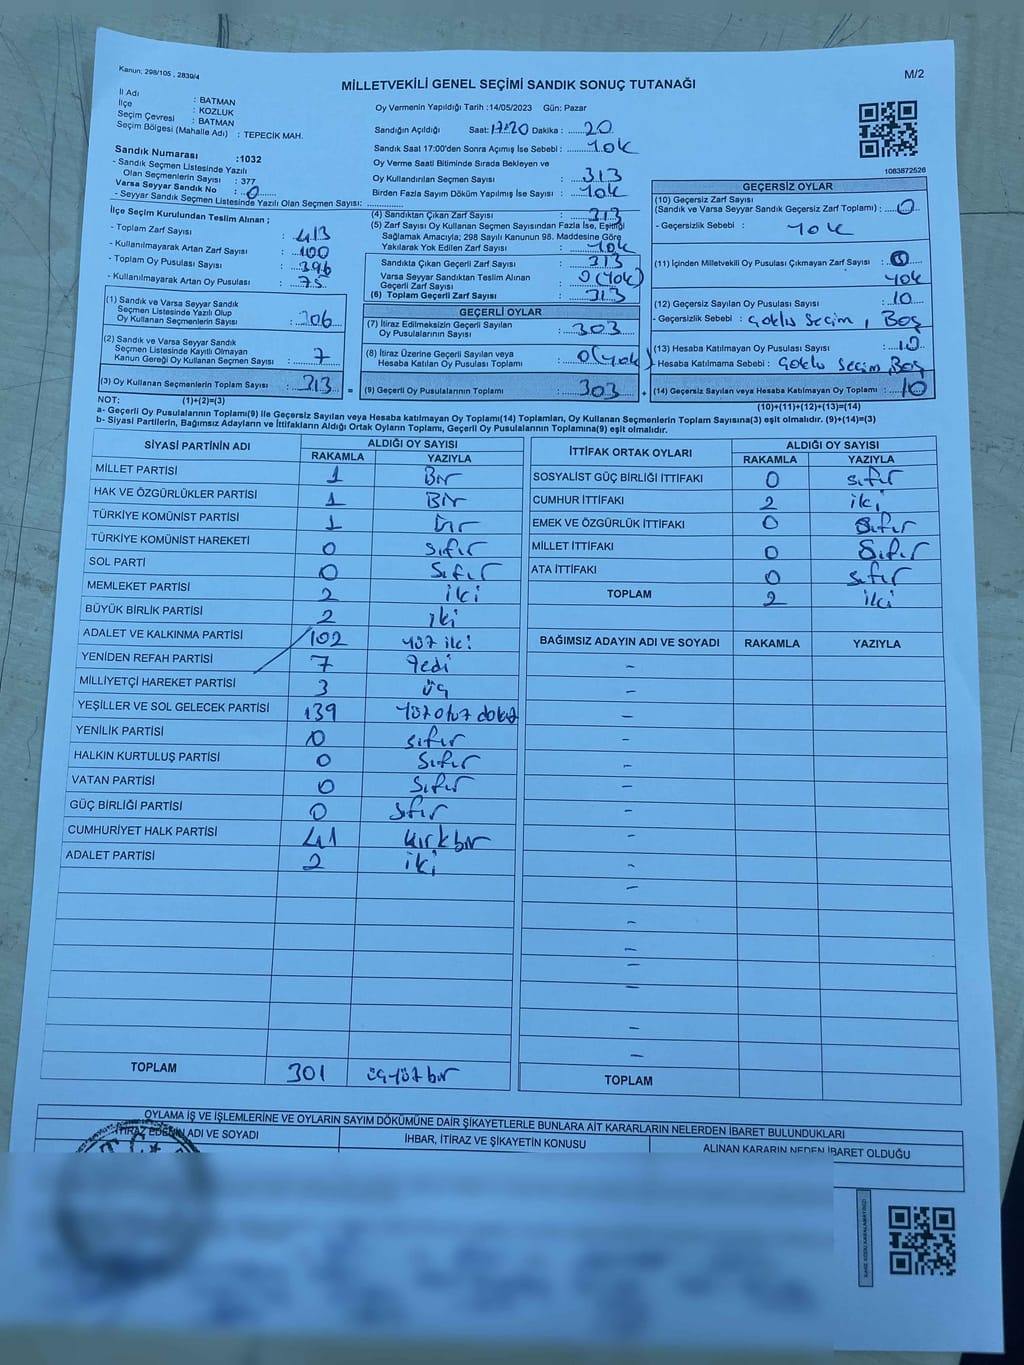 Kanun; 298/105 , 2839/4
M/2
MİLLETVEKİLİ GENEL SEÇİMİ SANDIK SONUÇ TUTANAĞI
İl Adı : BATMAN
İlçe : KOZLUK
Seçim Çevresi : BATMAN
Seçim Bölgesi (Mahalle Adı) : TEPECİK MAH.
Sandık Numarası :1032
- Sandık Seçmen Listesinde Yazılı
Olan Seçmenlerin Sayısı : 377
Varsa Seyyar Sandık No : 0
- Seyyar Sandık Seçmen Listesinde Yazılı Olan Seçmen Sayısı:
İlçe Seçim Kurulundan Teslim Alınan ;
- Toplam Zarf Sayısı : 413
- Kullanılmayarak Artan Zarf Sayısı : 100
- Toplam Oy Pusulası Sayısı : 396
- Kullanılmayarak Artan Oy Pusulası : 75
(1) Sandık ve Varsa Seyyar Sandık
Seçmen Listesinde Yazılı Olup
Oy Kullanan Seçmenlerin Sayısı : 306
(2) Sandık ve Varsa Seyyar Sandık
Seçmen Listesinde Kayıtlı Olmayan
Kanun Gereği Oy Kullanan Seçmen Sayısı : 7
(3) Oy Kullanan Seçmenlerin Toplam Sayısı : 313 =
Oy Vermenin Yapıldığı Tarih :14/05/2023 Gün: Pazar
Sandığın Açıldığı Saat: 17:20 Dakika : 20
Sandık Saat 17:00'den Sonra Açımış İse Sebebi : Yok
Oy Verme Saati Bitiminde Sırada Bekleyen ve
Oy Kullandırılan Seçmen Sayısı : 313
Birden Fazla Sayım Döküm Yapılmış İse Sayısı : Yok
(4) Sandıktan Çıkan Zarf Sayısı : 313
(5) Zarf Sayısı Oy Kullanan Seçmen Sayısından Fazla İse, Eşitliği
Sağlamak Amacıyla; 298 Sayılı Kanunun 98. Maddesine Göre
Yakılarak Yok Edilen Zarf Sayısı : Yok
Sandıkta Çıkan Geçerli Zarf Sayısı : 313
Varsa Seyyar Sandıktan Teslim Alınan
Geçerli Zarf Sayısı : 0 (Yok)
(6) Toplam Geçerli Zarf Sayısı : 313
GEÇERLİ OYLAR
(7) İtiraz Edilmeksizin Geçerli Sayılan
Oy Pusulalarının Sayısı : 303
(8) İtiraz Üzerine Geçerli Sayılan veya
Hesaba Katılan Oy Pusulası Toplamı : 0 (Yok)
(9) Geçerli Oy Pusulalarının Toplamı : 303 +
1083872526
GEÇERSİZ OYLAR
(10) Geçersiz Zarf Sayısı
(Sandık ve Varsa Seyyar Sandık Geçersiz Zarf Toplamı) : 0
- Geçersizlik Sebebi : Yok
(11) İçinden Milletvekili Oy Pusulası Çıkmayan Zarf Sayısı :
Yok
(12) Geçersiz Sayılan Oy Pusulası Sayısı : 10
- Geçersizlik Sebebi : Çoklu Seçim, Boş
(13) Hesaba Katılmayan Oy Pusulası Sayısı : 10
- Hesaba Katılmama Sebebi : Çoklu Seçim, Boş
(14) Geçersiz Sayılan veya Hesaba Katılmayan Oy Toplamı : 10
NOT: (1)+(2)=(3)
(10)+(11)+(12)+(13)=(14)
a- Geçerli Oy Pusulalarının Toplamı(9) ile Geçersiz Sayılan veya Hesaba katılmayan Oy Toplamı(14) Toplamları, Oy Kullanan Seçmenlerin Toplam Sayısına(3) eşit olmalıdır. (9)+(14)=(3)
b- Siyasi Partilerin, Bağımsız Adayların ve İttifakların Aldığı Ortak Oyların Toplamı, Geçerli Oy Pusulalarının Toplamına(9) eşit olmalıdır.
SİYASİ PARTİNİN ADI ALDIĞI OY SAYISI
RAKAMLA YAZIYLA
MİLLET PARTİSİ 1 Bir
HAK VE ÖZGÜRLÜKLER PARTİSİ 1 Bir
TÜRKİYE KOMÜNİST PARTİSİ 1 bir
TÜRKİYE KOMÜNİST HAREKETİ 0 sıfır
SOL PARTİ 0 Sıfır
MEMLEKET PARTİSİ 2 iki
BÜYÜK BİRLİK PARTİSİ 2 iki
ADALET VE KALKINMA PARTİSİ 102 yüz iki
YENİDEN REFAH PARTİSİ 7 Yedi
MİLLİYETÇİ HAREKET PARTİSİ 3 üç
YEŞİLLER VE SOL GELECEK PARTİSİ 139 Yüz otuz dokuz
YENİLİK PARTİSİ 0 sıfır
HALKIN KURTULUŞ PARTİSİ 0 Sıfır
VATAN PARTİSİ 0 Sıfır
GÜÇ BİRLİĞİ PARTİSİ 0 sıfır
CUMHURİYET HALK PARTİSİ 41 kırk bir
ADALET PARTİSİ 2 iki
TOPLAM 301 üçyüz bir
İTTİFAK ORTAK OYLARI ALDIĞI OY SAYISI
RAKAMLA YAZIYLA
SOSYALİST GÜÇ BİRLİĞİ İTTİFAKI 0 sıfır
CUMHUR İTTİFAKI 2 iki
EMEK VE ÖZGÜRLÜK İTTİFAKI 0 Sıfır
MİLLET İTTİFAKI 0 Sıfır
ATA İTTİFAKI 0 sıfır
TOPLAM 2 iki
BAĞIMSIZ ADAYIN ADI VE SOYADI RAKAMLA YAZIYLA
TOPLAM
OYLAMA İŞ VE İŞLEMLERİNE VE OYLARIN SAYIM DÖKÜMÜNE DAİR ŞİKAYETLERLE BUNLARA AİT KARARLARIN NELERDEN İBARET BULUNDUKLARI
İTİRAZ EDENİN ADI VE SOYADI İHBAR, İTİRAZ VE ŞİKAYETİN KONUSU ALINAN KARARIN NEDEN İBARET OLDUĞU